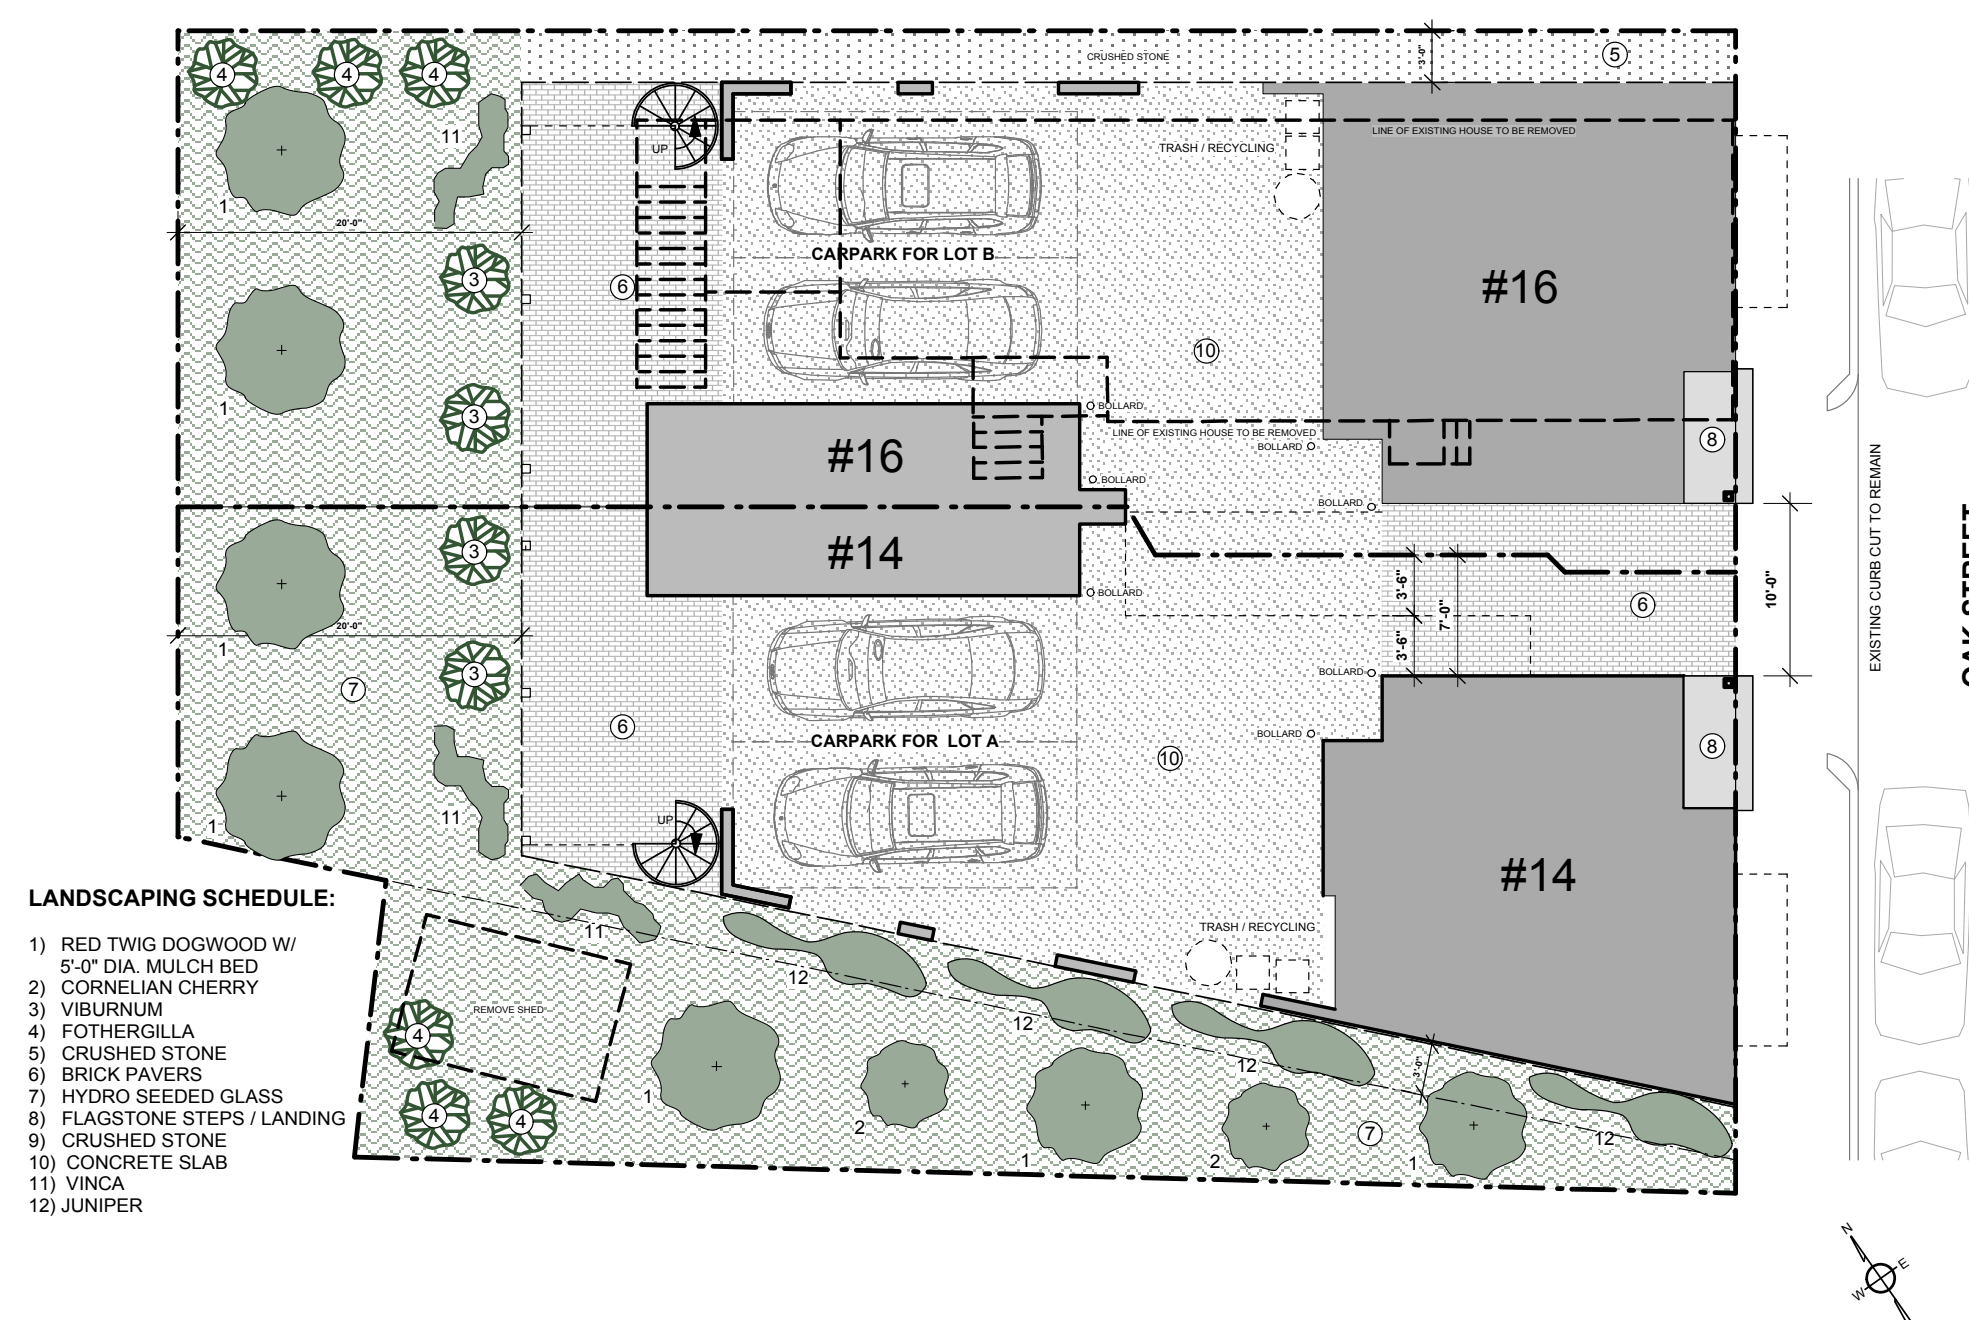 4
4
4
CRUSHED STONE
3'-0"
5
11
UP
TRASH / RECYCLING
LINE OF EXISTING HOUSE TO BE REMOVED
1
20'-0"
CARPARK FOR LOT B
3
6
#16
10
1
3
BOLLARD
LINE OF EXISTING HOUSE TO BE REMOVED
BOLLARD
8
#16
BOLLARD
BOLLARD
EXISTING CURB CUT TO REMAIN
OAK STREET
3
#14
3'-6"
7'-0"
3'-6"
10'-0"
6
BOLLARD
1
20'-0"
3
7
BOLLARD
6
CARPARK FOR LOT A
BOLLARD
8
10
1
11
UP
#14
LANDSCAPING SCHEDULE:
1) RED TWIG DOGWOOD W/
5'-0" DIA. MULCH BED
2) CORNELIAN CHERRY
3) VIBURNUM
4) FOTHERGILLA
5) CRUSHED STONE
6) BRICK PAVERS
7) HYDRO SEEDED GLASS
8) FLAGSTONE STEPS / LANDING
9) CRUSHED STONE
10) CONCRETE SLAB
11) VINCA
12) JUNIPER
11
TRASH / RECYCLING
12
REMOVE SHED
4
12
12
3'-0"
1
4
4
2
1
2
7
1
12
N
E
W